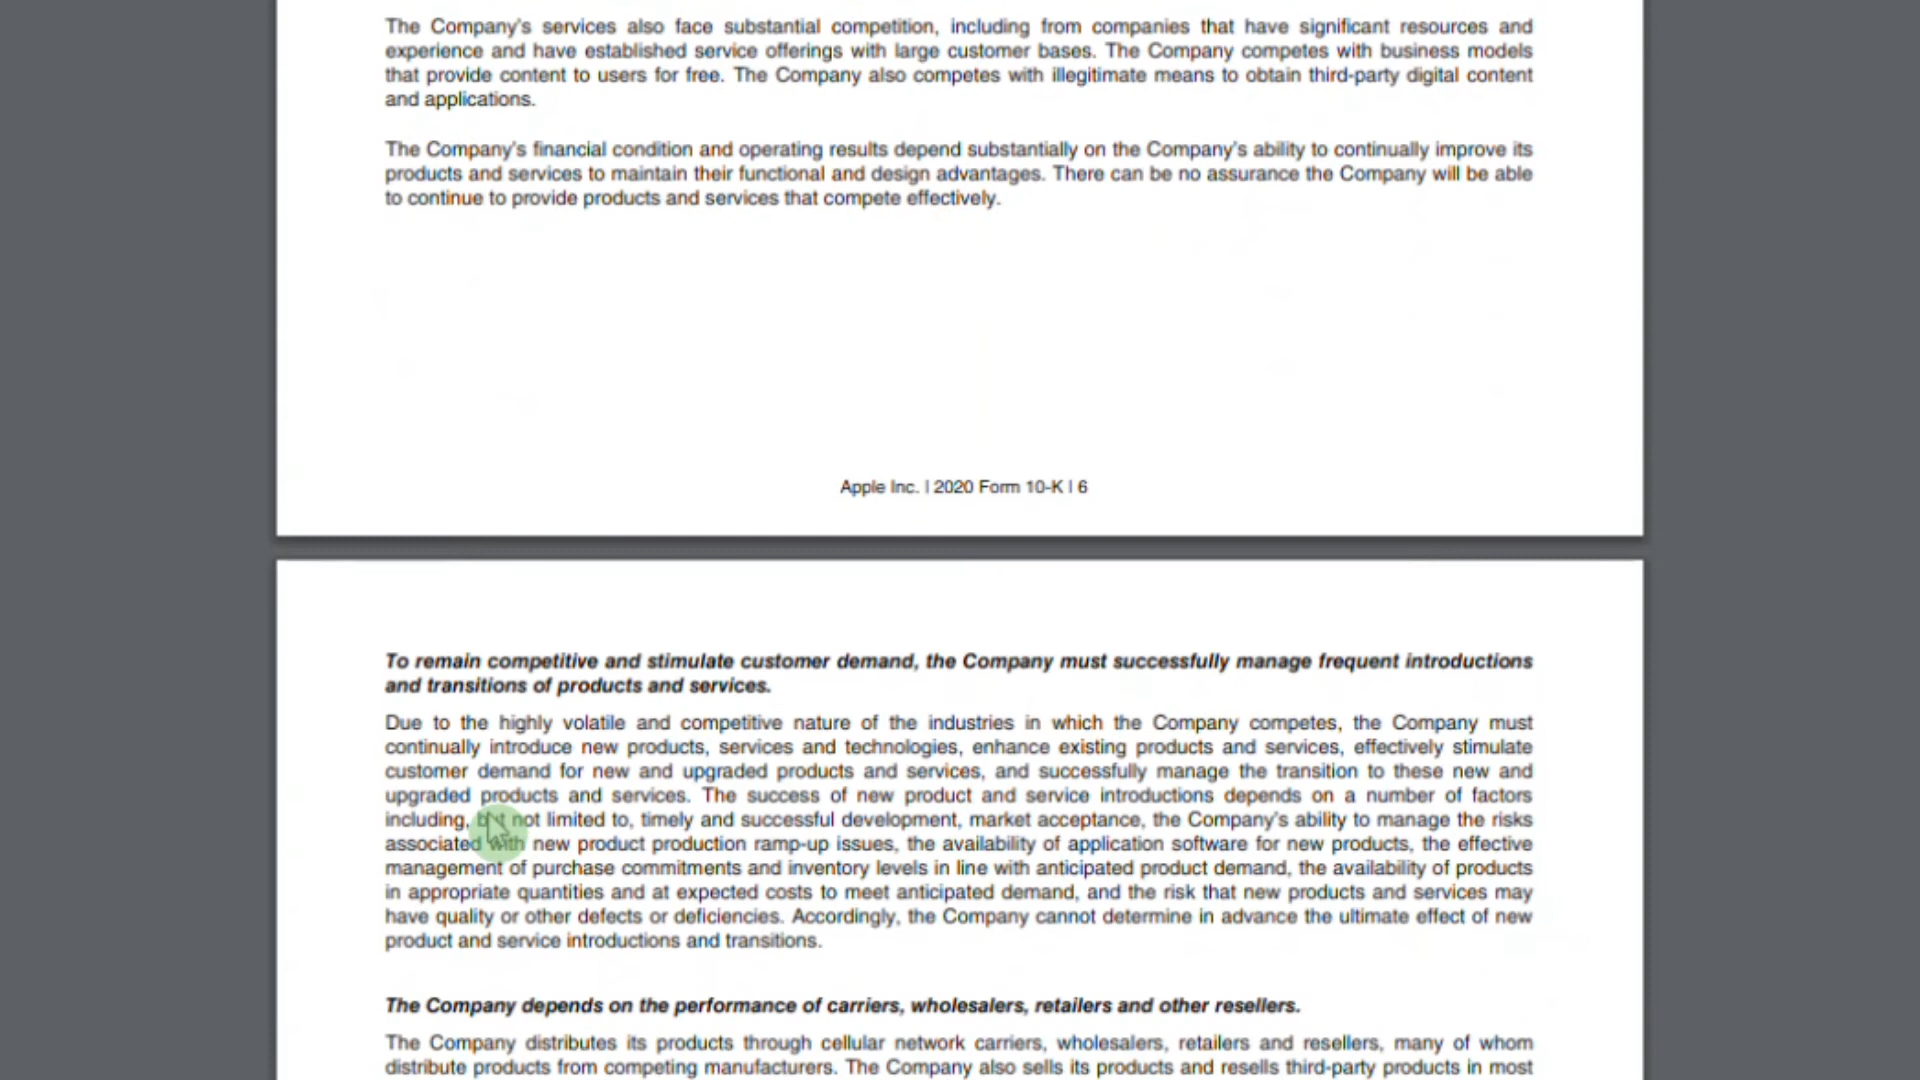 The Company's services also face substantial competition, including from companies that have significant resources and
experience and have established service offerings with large customer bases. The Company competes with business models
that provide content to users for free. The Company also competes with illegitimate means to obtain third-party digital content
and applications.
The Company's financial condition and operating results depend substantially on the Company's ability to continually improve its
products and services to maintain their functional and design advantages. There can be no assurance the Company will be able
to continue to provide products and services that compete effectively.
Apple Inc. | 2020 Form 10-K | 6
To remain competitive and stimulate customer demand, the Company must successfully manage frequent introductions
and transitions of products and services.
Due to the highly volatile and competitive nature of the industries in which the Company competes, the Company must
continually introduce new products, services and technologies, enhance existing products and services, effectively stimulate
customer demand for new and upgraded products and services, and successfully manage the transition to these new and
upgraded products and services. The success of new product and service introductions depends on a number of factors
including, but not limited to, timely and successful development, market acceptance, the Company's ability to manage the risks
associated with new product production ramp-up issues, the availability of application software for new products, the effective
management of purchase commitments and inventory levels in line with anticipated product demand, the availability of products
in appropriate quantities and at expected costs to meet anticipated demand, and the risk that new products and services may
have quality or other defects or deficiencies. Accordingly, the Company cannot determine in advance the ultimate effect of new
product and service introductions and transitions.
The Company depends on the performance of carriers, wholesalers, retailers and other resellers.
The Company distributes its products through cellular network carriers, wholesalers, retailers and resellers, many of whom
distribute products from competing manufacturers. The Company also sells its products and resells third-party products in most